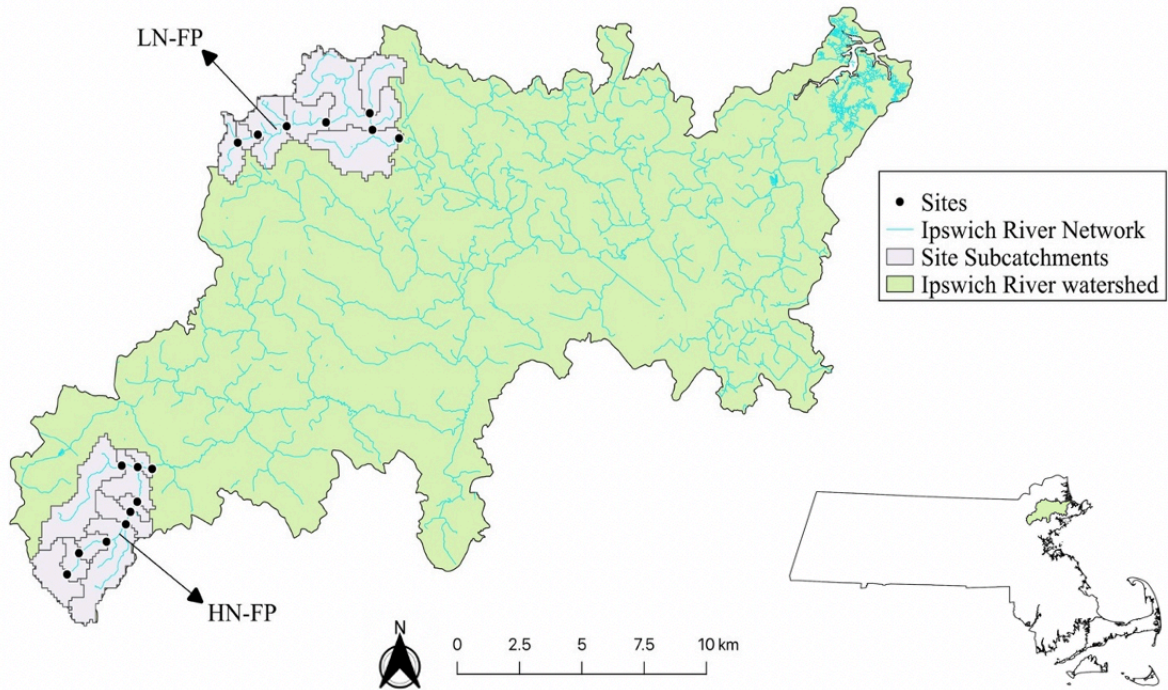 LN-FP
Sites
Ipswich River Network
Site Subcatchments
Ipswich River watershed
HN-FP
N
0 2.5 5 7.5 10 km